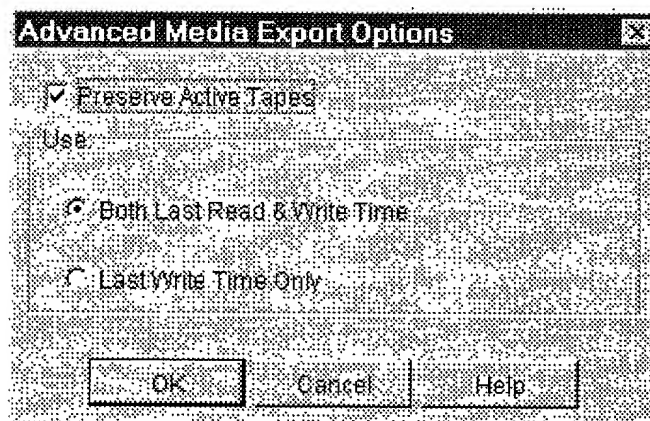 Advanced Media Export Options
Preserve Active Tapes
Use:
Both Last Read & Write Time
Last Write Time Only
OK Cancel Help